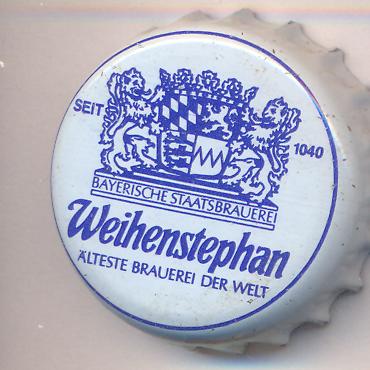 SEIT 1040
BAYERISCHE STAATSBRAUEREI
Weihenstephan
ÄLTESTE BRAUEREI DER WELT